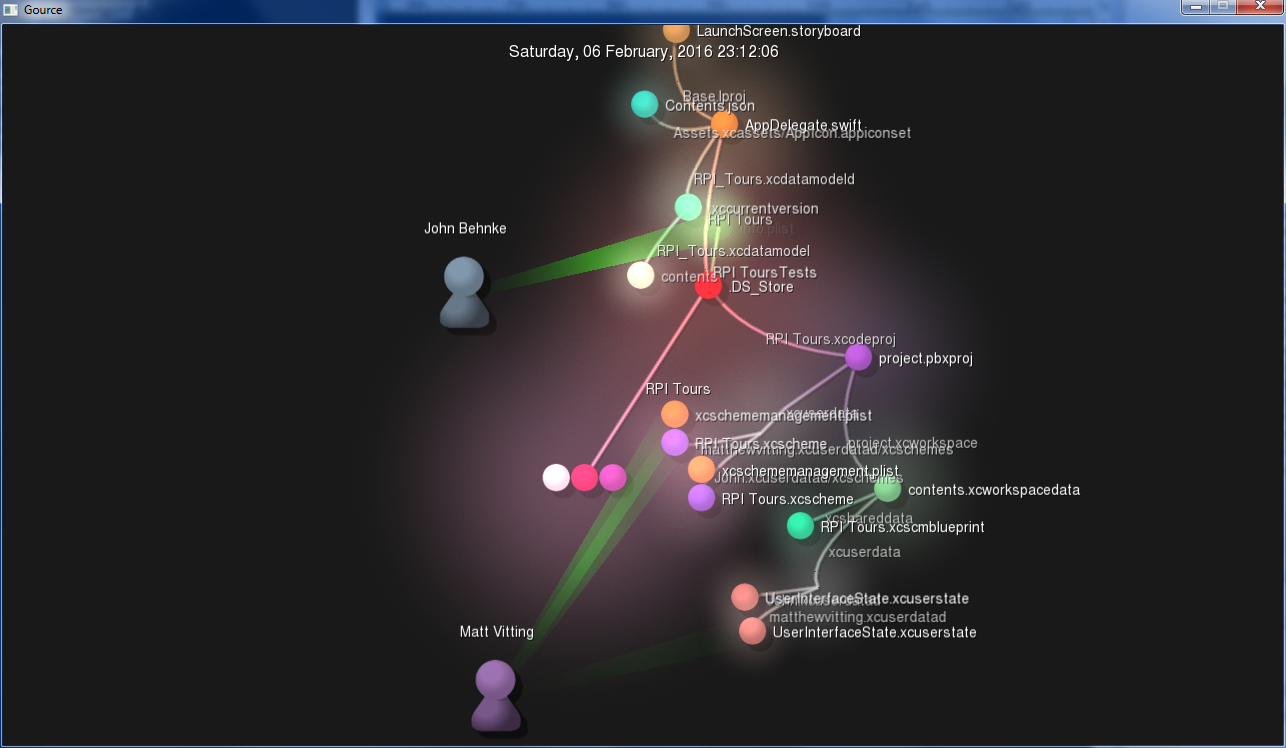 Gource
LaunchScreen.storyboard
Saturday, 06 February, 2016 23:12:06
Base.lproj
Contents.json
AppDelegate.swift
Assets.xcassets/AppIcon.appiconset
RPI_Tours.xcdatamodeld
.xccurrentversion
RPI Tours
Info.plist
John Behnke
RPI_Tours.xcdatamodel
contents
RPI ToursTests
.DS_Store
RPI Tours.xcodeproj
project.pbxproj
RPI Tours
xcschememanagement.plist
xcuserdata
RPI Tours.xcscheme
project.xcworkspace
matthewvitting.xcuserdatad/xcschemes
xcschememanagement.plist
John.xcuserdatad/xcschemes
contents.xcworkspacedata
RPI Tours.xcscheme
xcshareddata
RPI Tours.xcscmblueprint
xcuserdata
UserInterfaceState.xcuserstate
matthewvitting.xcuserdatad
Matt Vitting
UserInterfaceState.xcuserstate